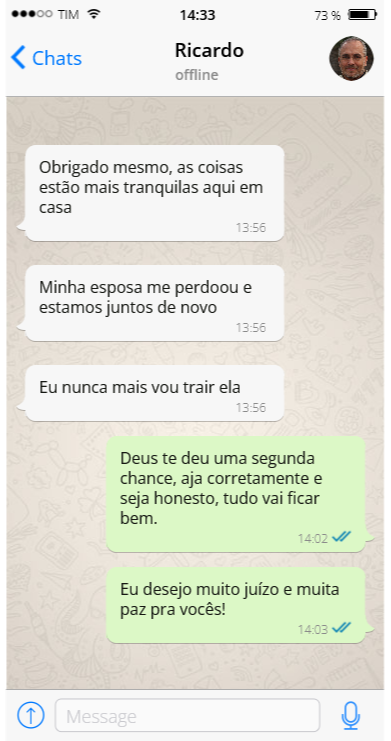 TIM 14:33 73 %
Chats Ricardo
offline
Obrigado mesmo, as coisas
estão mais tranquilas aqui em
casa
13:56
Minha esposa me perdoou e
estamos juntos de novo
13:56
Eu nunca mais vou trair ela
13:56
Deus te deu uma segunda
chance, aja corretamente e
seja honesto, tudo vai ficar
bem.
14:02
Eu desejo muito juízo e muita
paz pra vocês!
14:03
Message